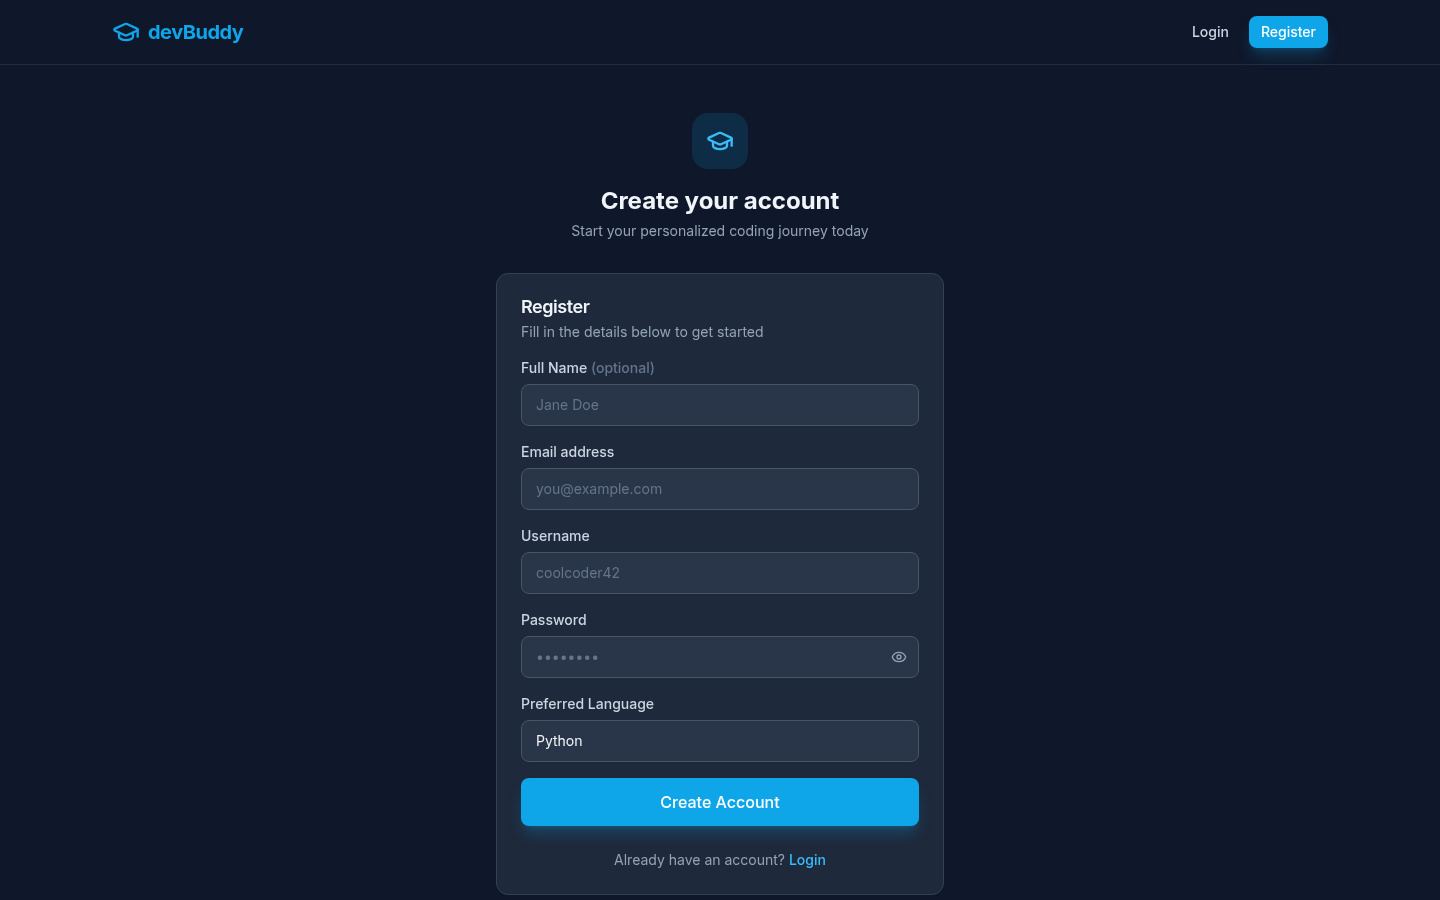 devBuddy
Login
Register
Create your account
Start your personalized coding journey today
Register
Fill in the details below to get started
Full Name (optional)
Jane Doe
Email address
you@example.com
Username
coolcoder42
Password
••••••••
Preferred Language
Python
Create Account
Already have an account? Login